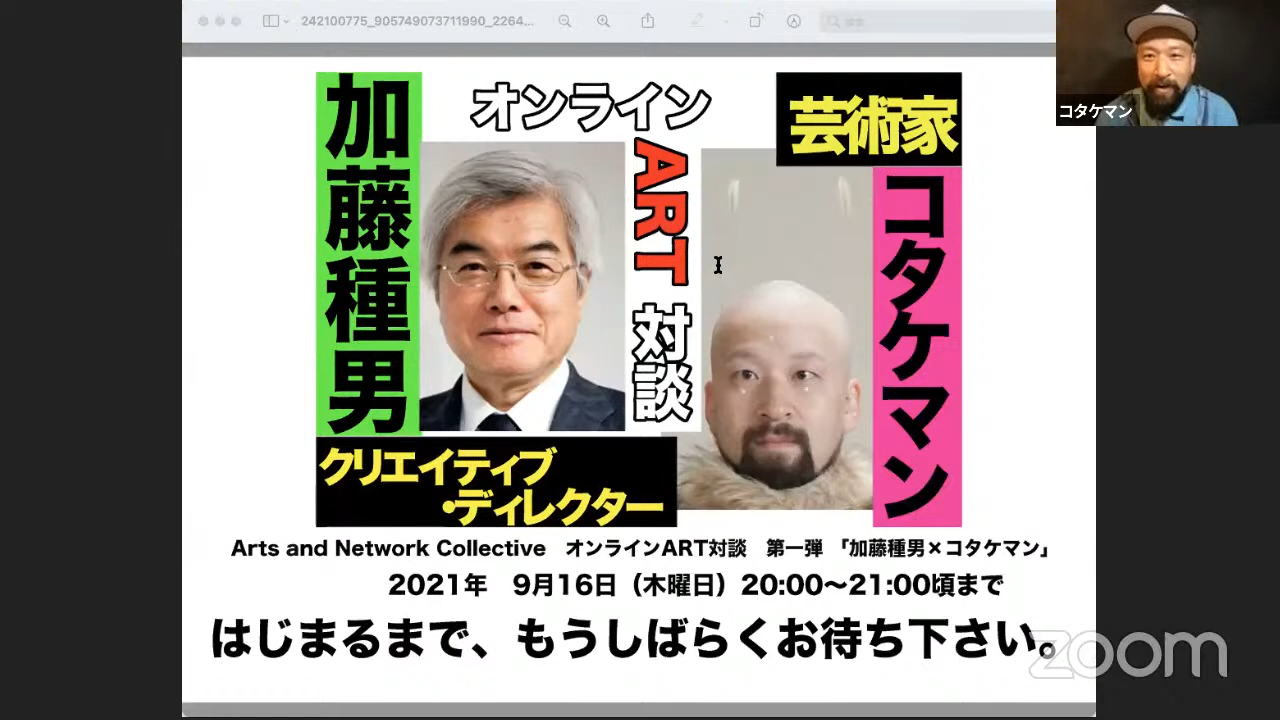 242100775_905749073711990_2264...
コタケマン
オンライン
ART
対談
加藤種男
クリエイティブ
・ディレクター
芸術家
コタケマン
Arts and Network Collective　オンラインART対談　第一弾　「加藤種男×コタケマン」
2021年　9月16日（木曜日）20:00〜21:00頃まで
はじまるまで、もうしばらくお待ち下さい。
zoom